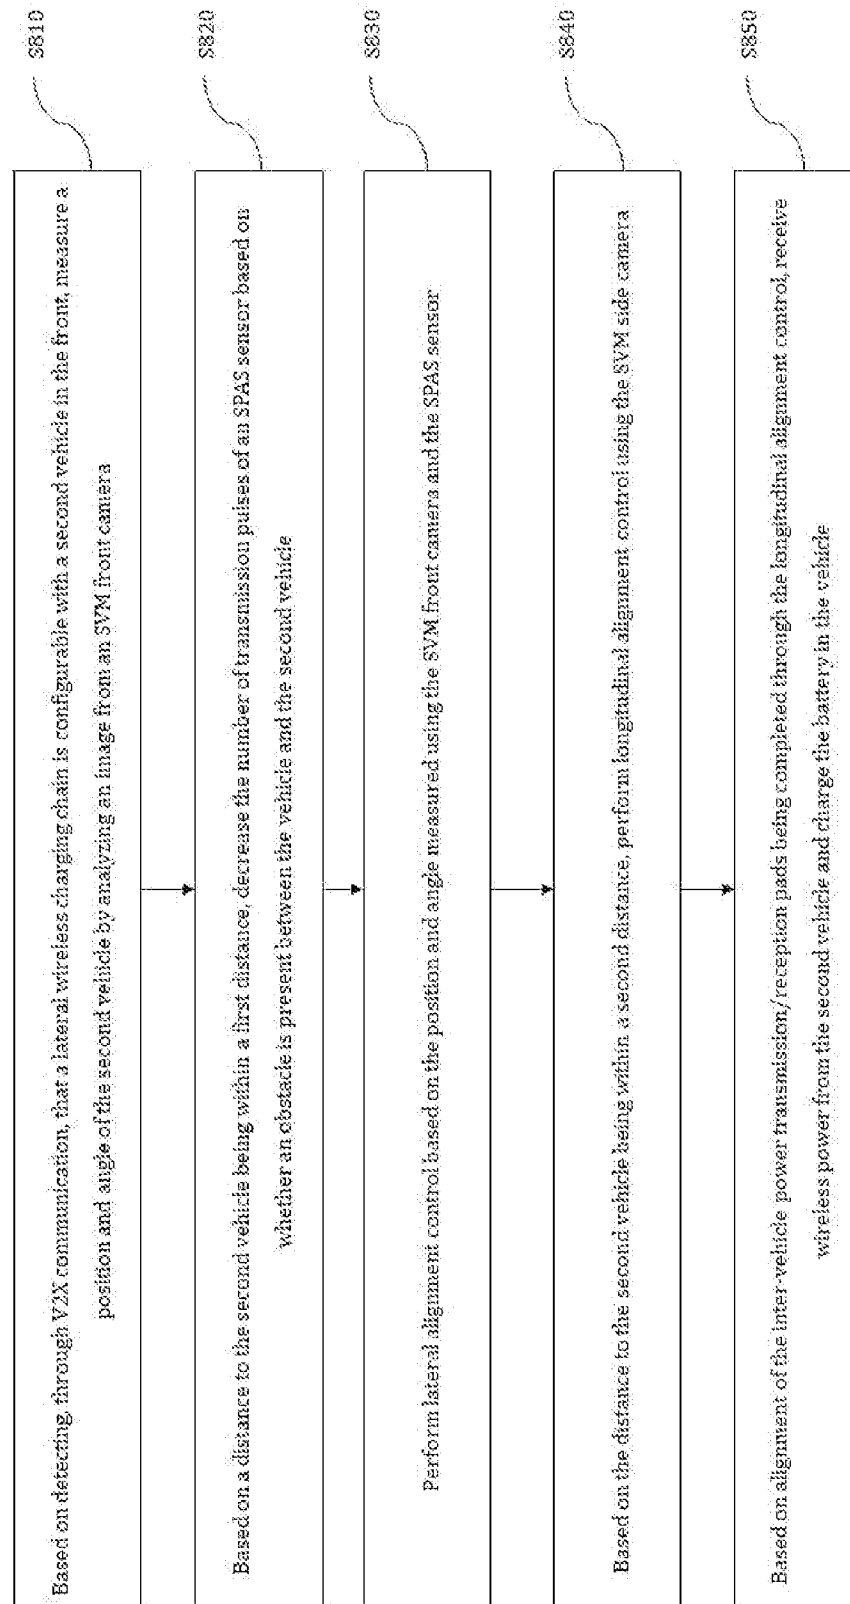 S810
Based on detecting, through V2X communication, that a lateral wireless charging chain is configurable with a second vehicle in the front, measure a
position and angle of the second vehicle by analyzing an image from an SVM front camera
S820
Based on a distance to the second vehicle being within a first distance, decrease the number of transmission pulses of an SPAS sensor based on
whether an obstacle is present between the vehicle and the second vehicle
S830
Perform lateral alignment control based on the position and angle measured using the SVM front camera and the SPAS sensor
S840
Based on the distance to the second vehicle being within a second distance, perform longitudinal alignment control using the SVM side camera
S850
Based on alignment of the inter-vehicle power transmission/reception pads being completed through the longitudinal alignment control, receive
wireless power from the second vehicle and charge the battery in the vehicle